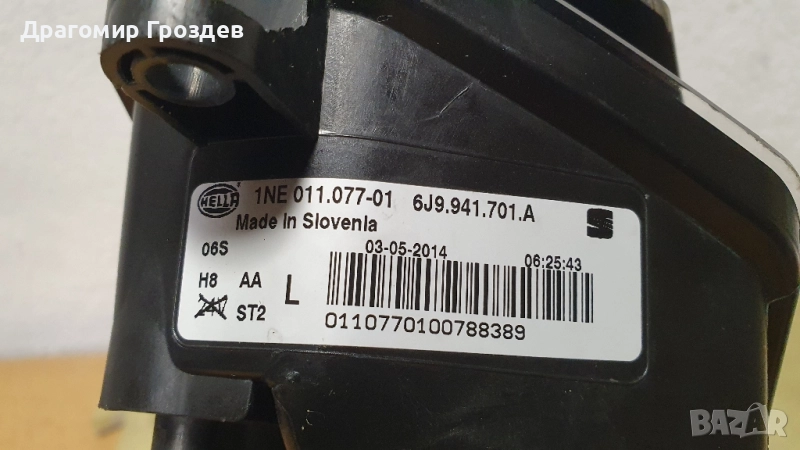 Драгомир Гроздев
HELLA 1NE 011.077-01 6J9.941.701.A S
Made in Slovenia
06S 03-05-2014 06:25:43
H8 AA L
24V ST2
0110770100788389
BAZAR